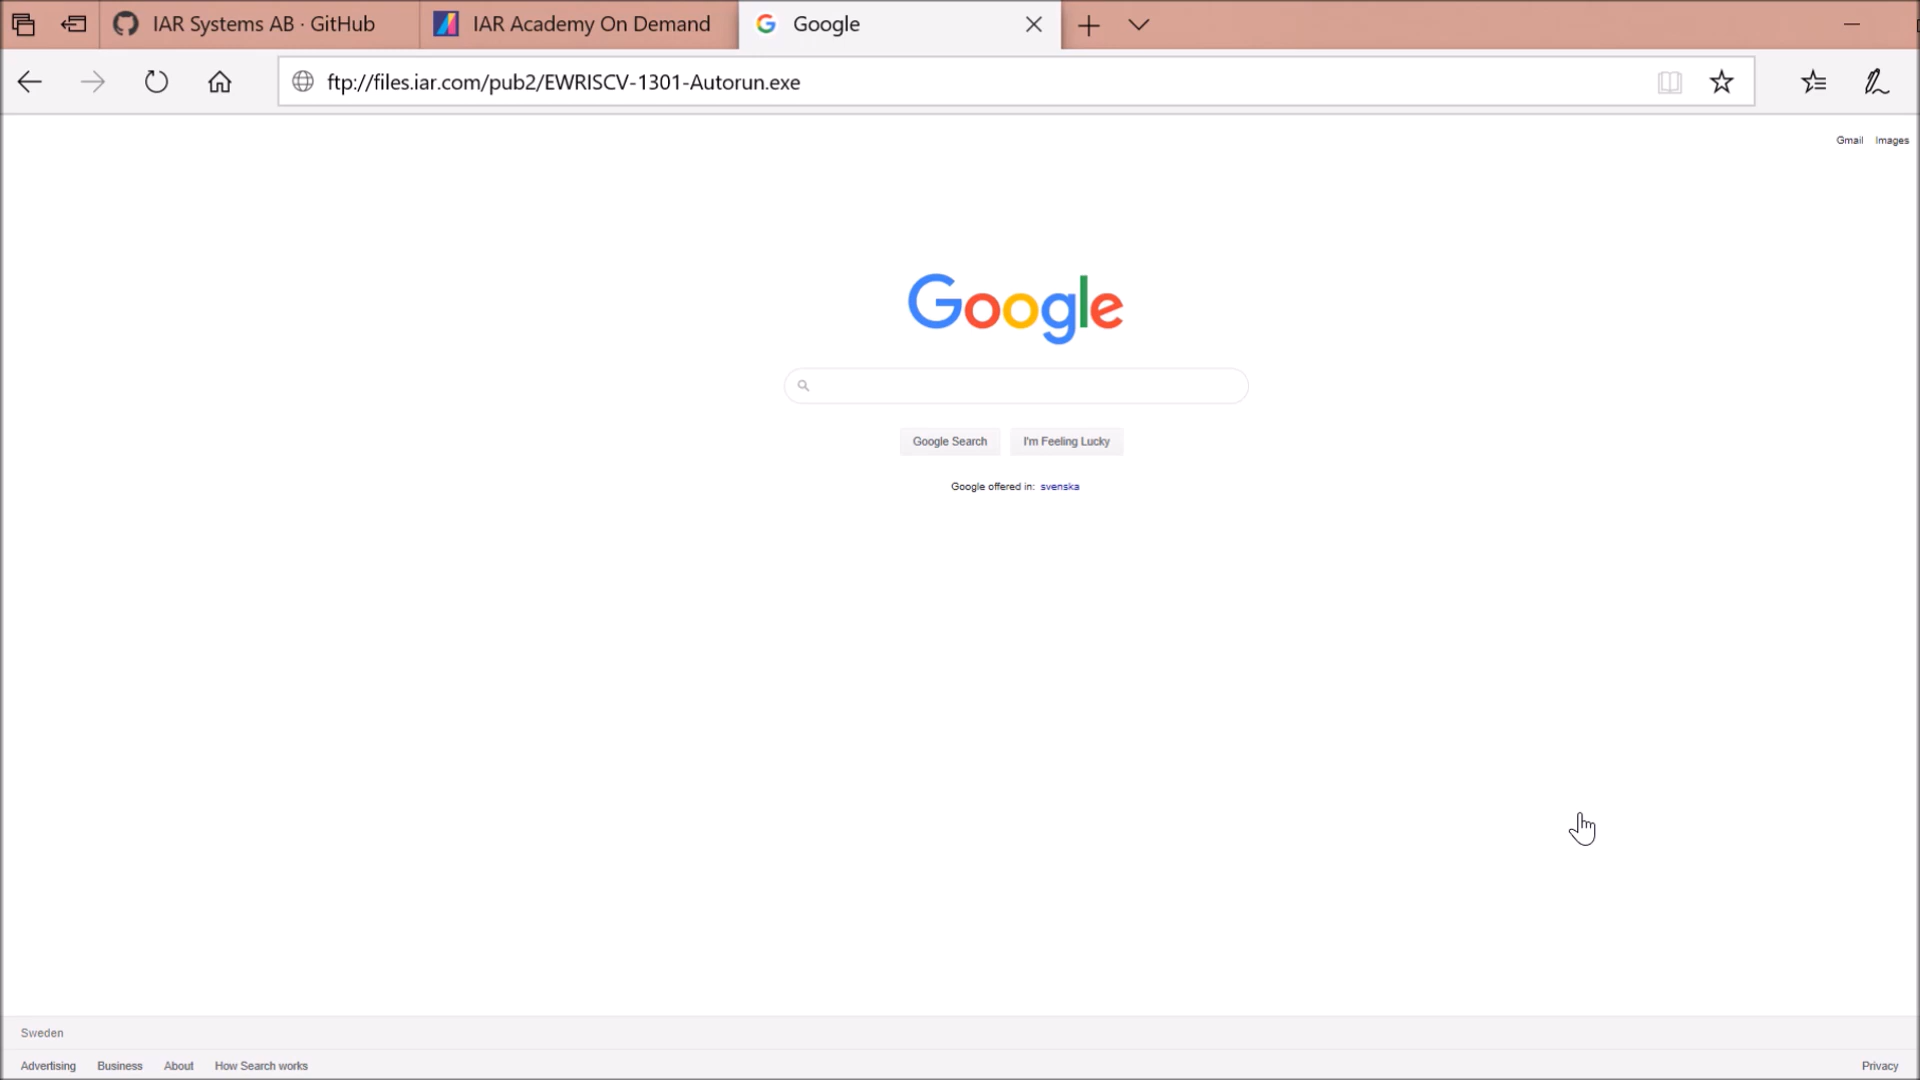 IAR Systems AB · GitHub
IAR Academy On Demand
Google
ftp://files.iar.com/pub2/EWRISCV-1301-Autorun.exe
Gmail Images
Google
Google Search I'm Feeling Lucky
Google offered in: svenska
Sweden
Advertising Business About How Search works Privacy